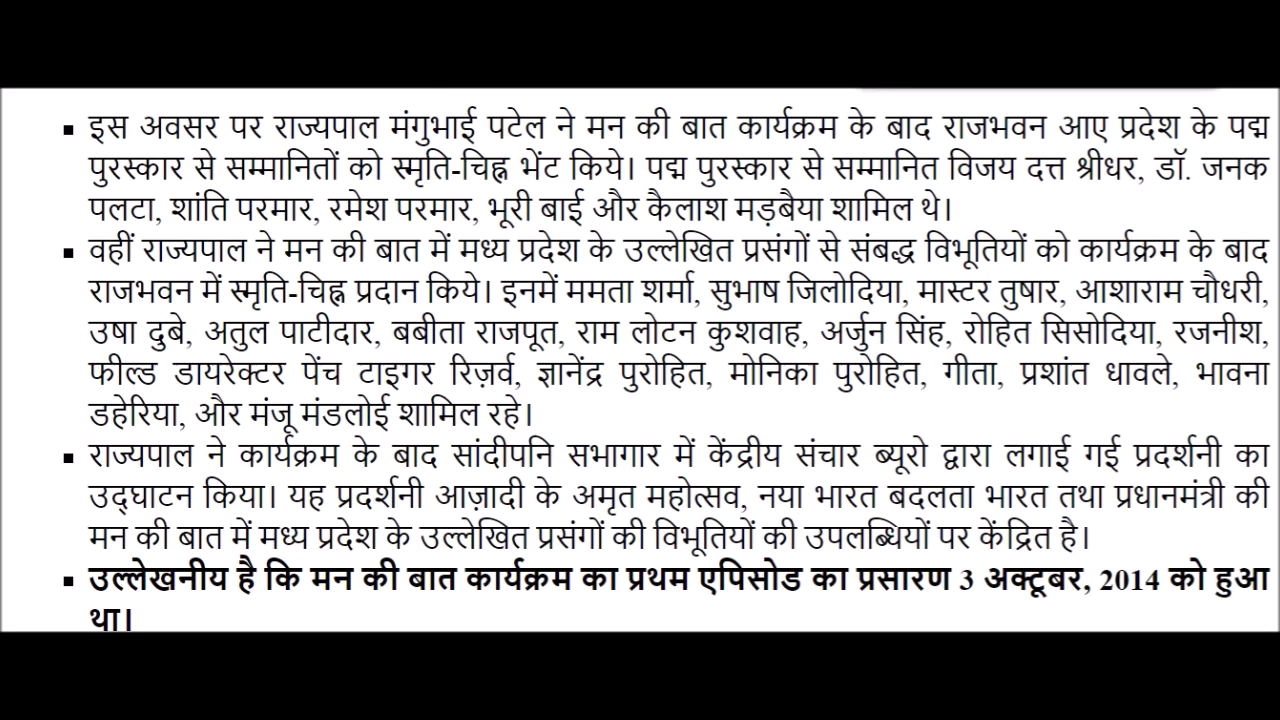 ▪ इस अवसर पर राज्यपाल मंगुभाई पटेल ने मन की बात कार्यक्रम के बाद राजभवन आए प्रदेश के पद्म
पुरस्कार से सम्मानितों को स्मृति-चिह्न भेंट किये। पद्म पुरस्कार से सम्मानित विजय दत्त श्रीधर, डॉ. जनक
पलटा, शांति परमार, रमेश परमार, भूरी बाई और कैलाश मड़बैया शामिल थे।
▪ वहीं राज्यपाल ने मन की बात में मध्य प्रदेश के उल्लेखित प्रसंगों से संबद्ध विभूतियों को कार्यक्रम के बाद
राजभवन में स्मृति-चिह्न प्रदान किये। इनमें ममता शर्मा, सुभाष जिलोदिया, मास्टर तुषार, आशाराम चौधरी,
उषा दुबे, अतुल पाटीदार, बबीता राजपूत, राम लोटन कुशवाह, अर्जुन सिंह, रोहित सिसोदिया, रजनीश,
फील्ड डायरेक्टर पेंच टाइगर रिज़र्व, ज्ञानेंद्र पुरोहित, मोनिका पुरोहित, गीता, प्रशांत धावले, भावना
डहेरिया, और मंजू मंडलोई शामिल रहे।
▪ राज्यपाल ने कार्यक्रम के बाद सांदीपनि सभागार में केंद्रीय संचार ब्यूरो द्वारा लगाई गई प्रदर्शनी का
उद्‌घाटन किया। यह प्रदर्शनी आज़ादी के अमृत महोत्सव, नया भारत बदलता भारत तथा प्रधानमंत्री की
मन की बात में मध्य प्रदेश के उल्लेखित प्रसंगों की विभूतियों की उपलब्धियों पर केंद्रित है।
▪ उल्लेखनीय है कि मन की बात कार्यक्रम का प्रथम एपिसोड का प्रसारण 3 अक्टूबर, 2014 को हुआ
था।